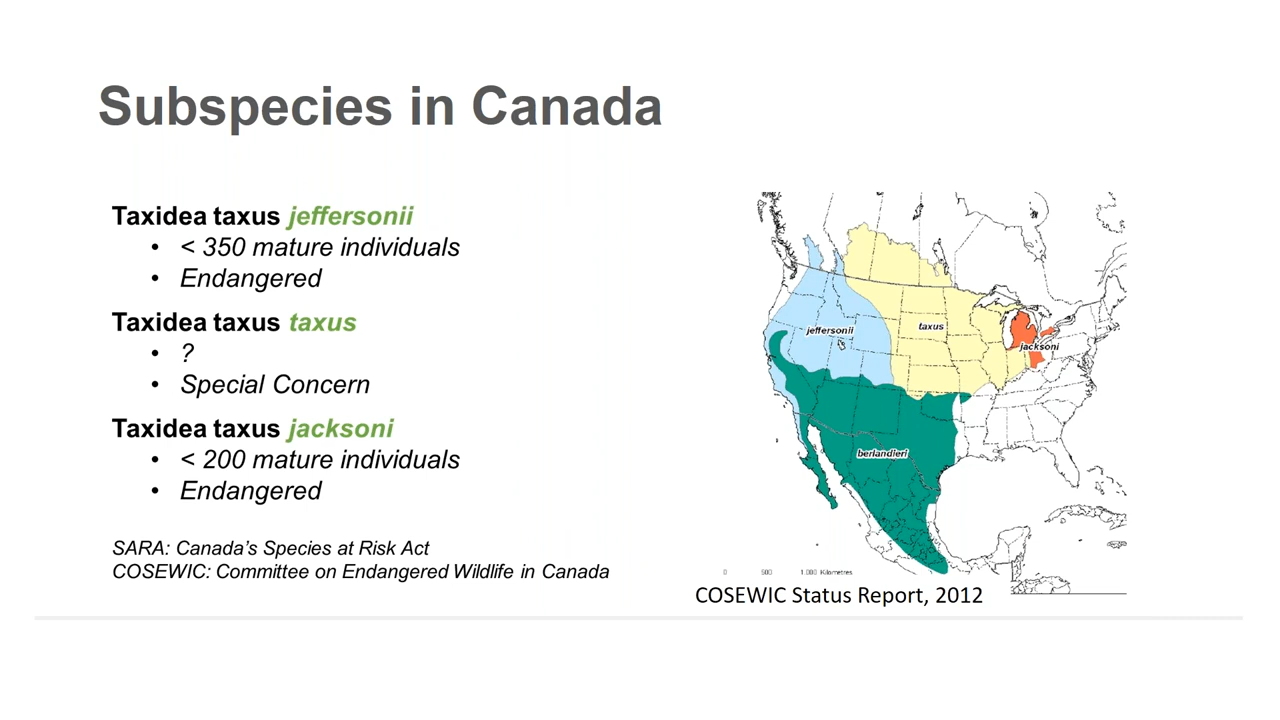 Subspecies in Canada
Taxidea taxus jeffersonii
• < 350 mature individuals
• Endangered
Taxidea taxus taxus
• ?
• Special Concern
Taxidea taxus jacksoni
• < 200 mature individuals
• Endangered
SARA: Canada's Species at Risk Act
COSEWIC: Committee on Endangered Wildlife in Canada
jeffersonii
taxus
jacksoni
berlandieri
0 500 1,000 Kilometres
COSEWIC Status Report, 2012